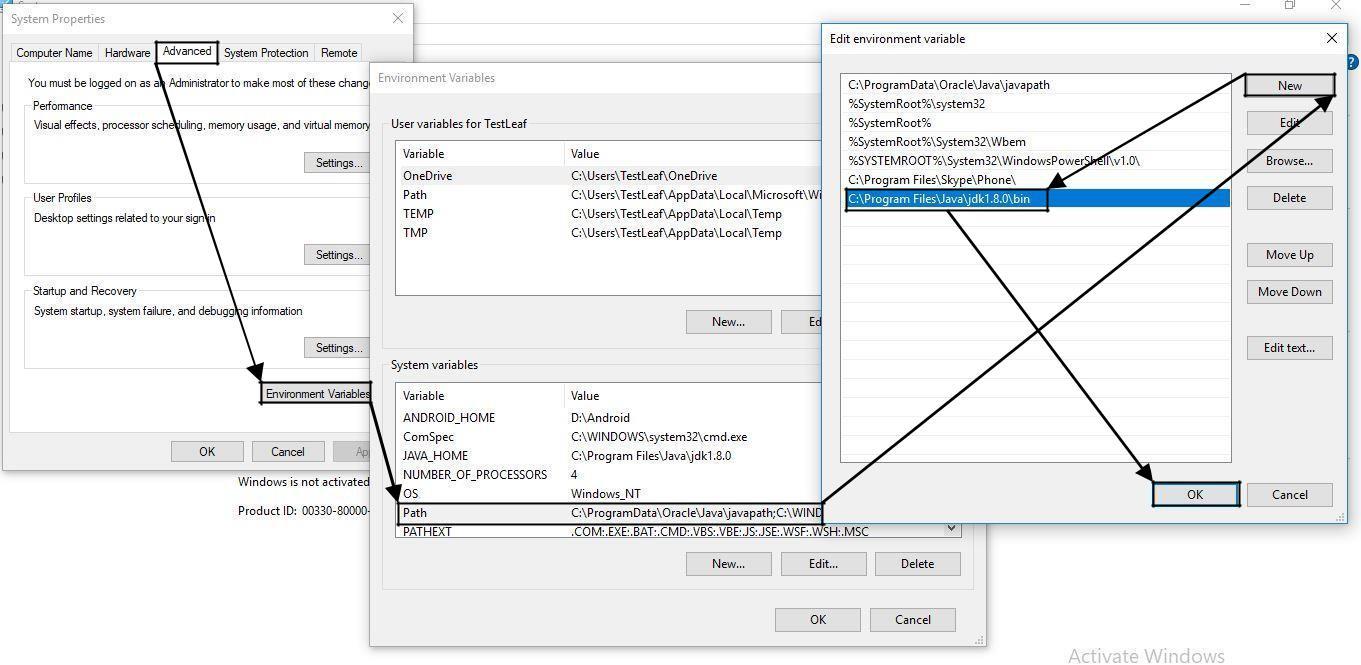 System Properties
Computer Name Hardware Advanced System Protection Remote
You must be logged on as an Administrator to make most of these change
Performance
Visual effects, processor scheduling, memory usage, and virtual memory
Settings...
User Profiles
Desktop settings related to your sign in
Settings...
Startup and Recovery
System startup, system failure, and debugging information
Settings...
Environment Variables
OK Cancel Ap
Windows is not activated
Product ID: 00330-80000-
Environment Variables
User variables for TestLeaf
Variable Value
OneDrive C:\Users\TestLeaf\OneDrive
Path C:\Users\TestLeaf\AppData\Local\Microsoft\Wi
TEMP C:\Users\TestLeaf\AppData\Local\Temp
TMP C:\Users\TestLeaf\AppData\Local\Temp
New... Ed
System variables
Variable Value
ANDROID_HOME D:\Android
ComSpec C:\WINDOWS\system32\cmd.exe
JAVA_HOME C:\Program Files\Java\jdk1.8.0
NUMBER_OF_PROCESSORS 4
OS Windows_NT
Path C:\ProgramData\Oracle\Java\javapath;C:\WIND
PATHEXT .COM;.EXE;.BAT;.CMD;.VBS;.VBE;.JS;.JSE;.WSF;.WSH;.MSC
New... Edit... Delete
OK Cancel
Edit environment variable
C:\ProgramData\Oracle\Java\javapath
%SystemRoot%\system32
%SystemRoot%
%SystemRoot%\System32\Wbem
%SYSTEMROOT%\System32\WindowsPowerShell\v1.0\
C:\Program Files\Skype\Phone\
C:\Program Files\Java\jdk1.8.0\bin
New
Edit
Browse...
Delete
Move Up
Move Down
Edit text...
OK Cancel
?
Activate Windows